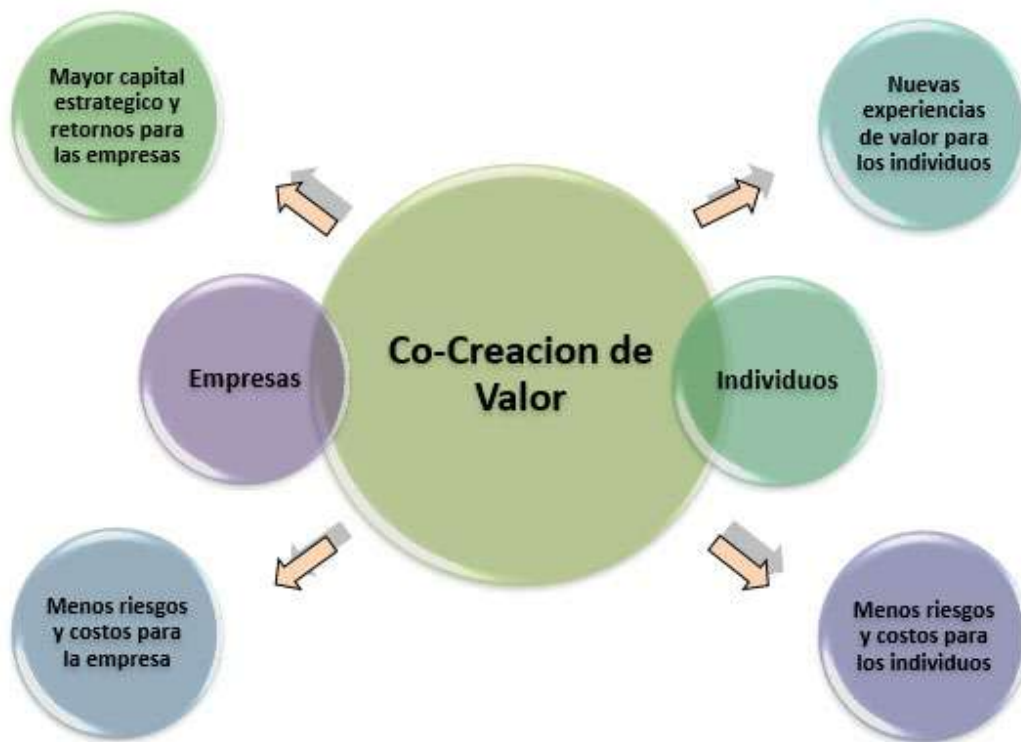 Mayor capital
estrategico y
retornos para
las empresas
Nuevas
experiencias
de valor para
los individuos
Empresas
Co-Creacion de
Valor
Individuos
Menos riesgos
y costos para
la empresa
Menos riesgos
y costos para
los individuos